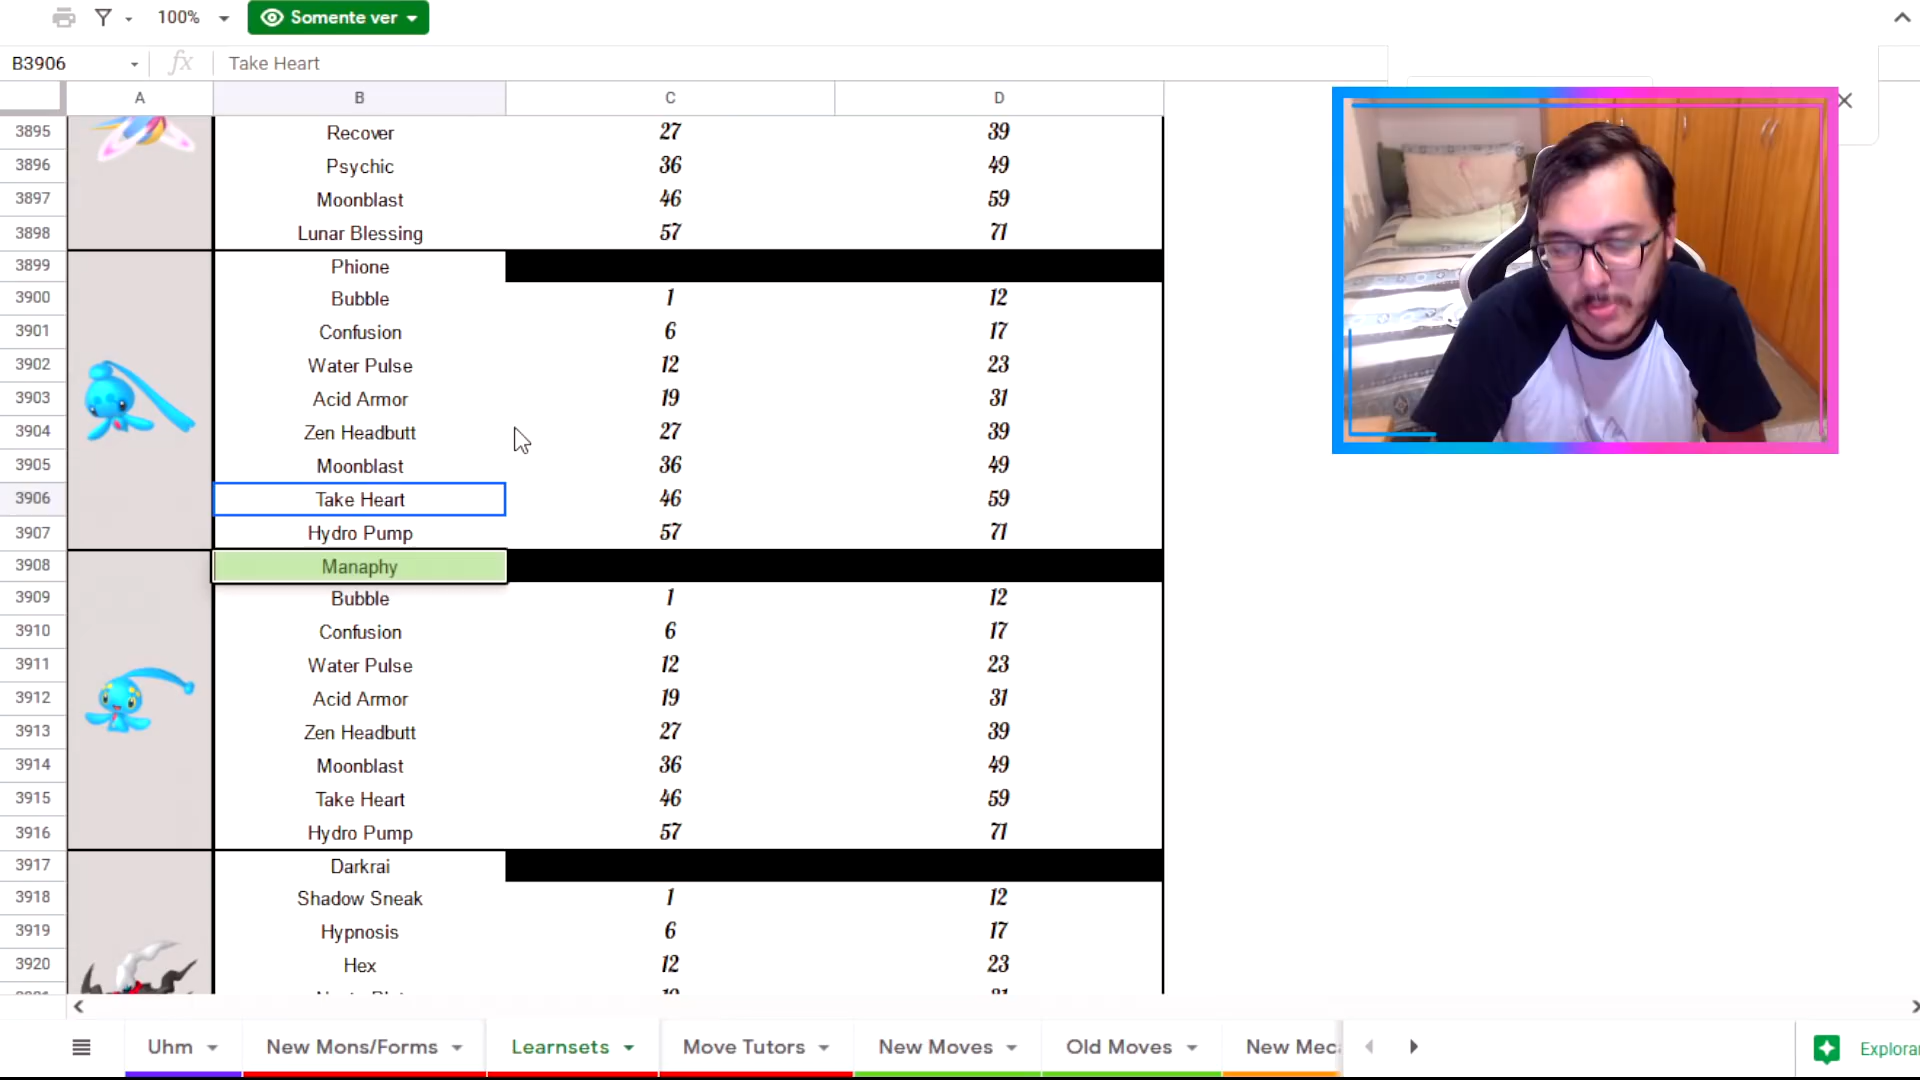 100% Somente ver
B3906 fx Take Heart
A B C D
3895 Recover 27 39
3896 Psychic 36 49
3897 Moonblast 46 59
3898 Lunar Blessing 57 71
3899 Phione
3900 Bubble 1 12
3901 Confusion 6 17
3902 Water Pulse 12 23
3903 Acid Armor 19 31
3904 Zen Headbutt 27 39
3905 Moonblast 36 49
3906 Take Heart 46 59
3907 Hydro Pump 57 71
3908 Manaphy
3909 Bubble 1 12
3910 Confusion 6 17
3911 Water Pulse 12 23
3912 Acid Armor 19 31
3913 Zen Headbutt 27 39
3914 Moonblast 36 49
3915 Take Heart 46 59
3916 Hydro Pump 57 71
3917 Darkrai
3918 Shadow Sneak 1 12
3919 Hypnosis 6 17
3920 Hex 12 23
Uhm New Mons/Forms Learnsets Move Tutors New Moves Old Moves New Mec Explorar